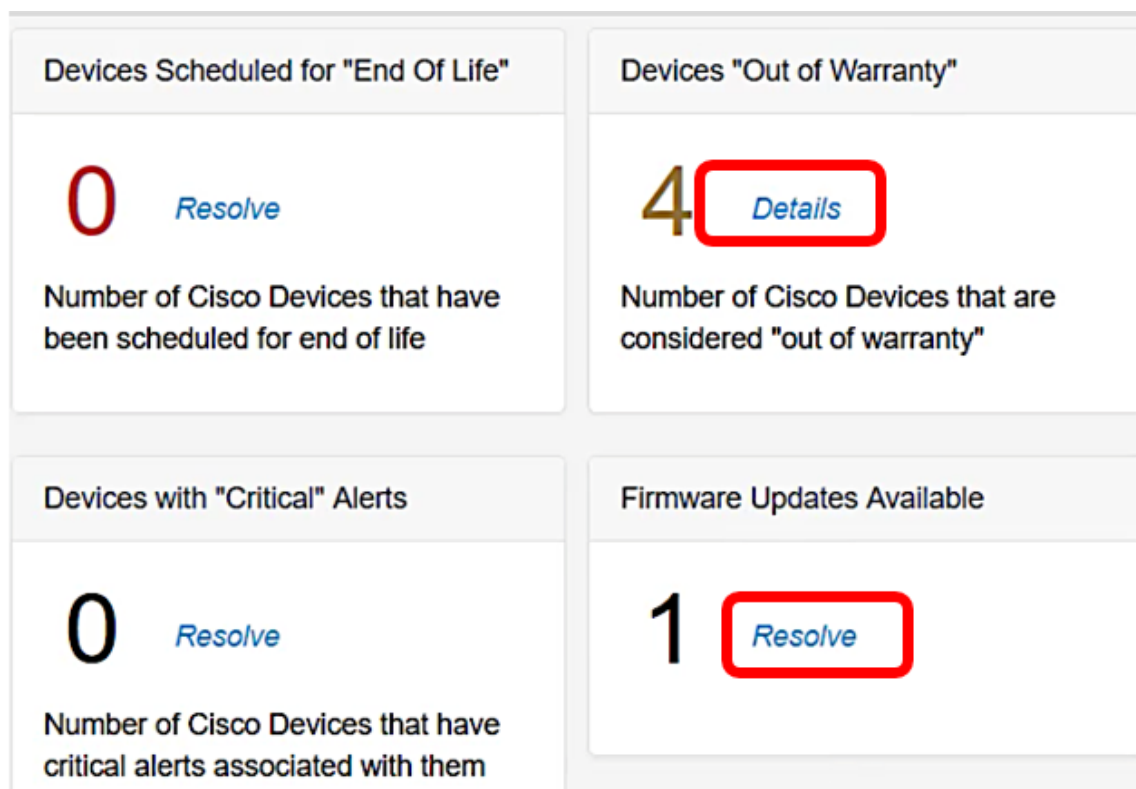 Devices Scheduled for "End Of Life"
0 Resolve
Number of Cisco Devices that have
been scheduled for end of life
Devices "Out of Warranty"
4 Details
Number of Cisco Devices that are
considered "out of warranty"
Devices with "Critical" Alerts
0 Resolve
Number of Cisco Devices that have
critical alerts associated with them
Firmware Updates Available
1 Resolve